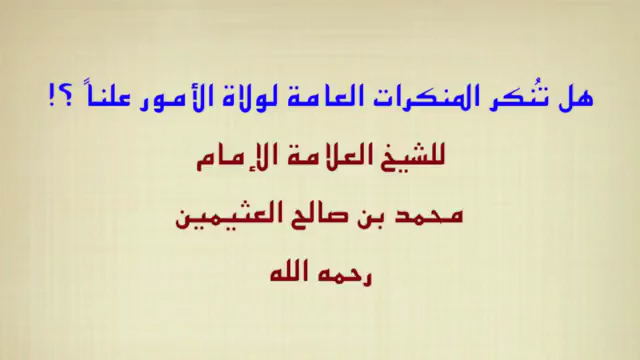 هل تُنكر المنكرات العامة لولاة الأمور علناً ؟!
للشيخ العلامة الإمام
محمد بن صالح العثيمين
رحمه الله